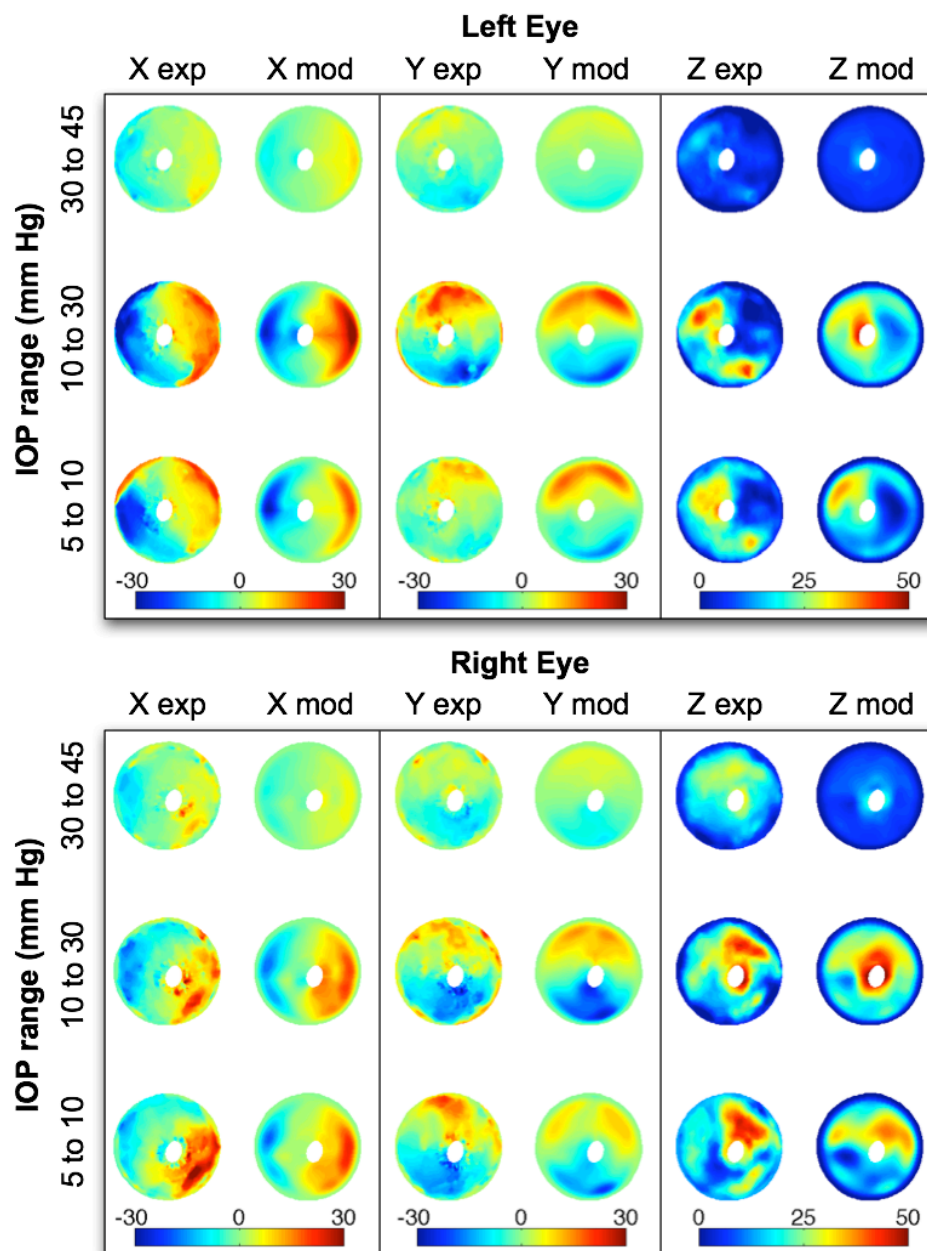 Left Eye
X exp X mod Y exp Y mod Z exp Z mod
IOP range (mm Hg)
30 to 45
10 to 30
5 to 10
-30 0 30 -30 0 30 0 25 50
Right Eye
X exp X mod Y exp Y mod Z exp Z mod
IOP range (mm Hg)
30 to 45
10 to 30
5 to 10
-30 0 30 -30 0 30 0 25 50